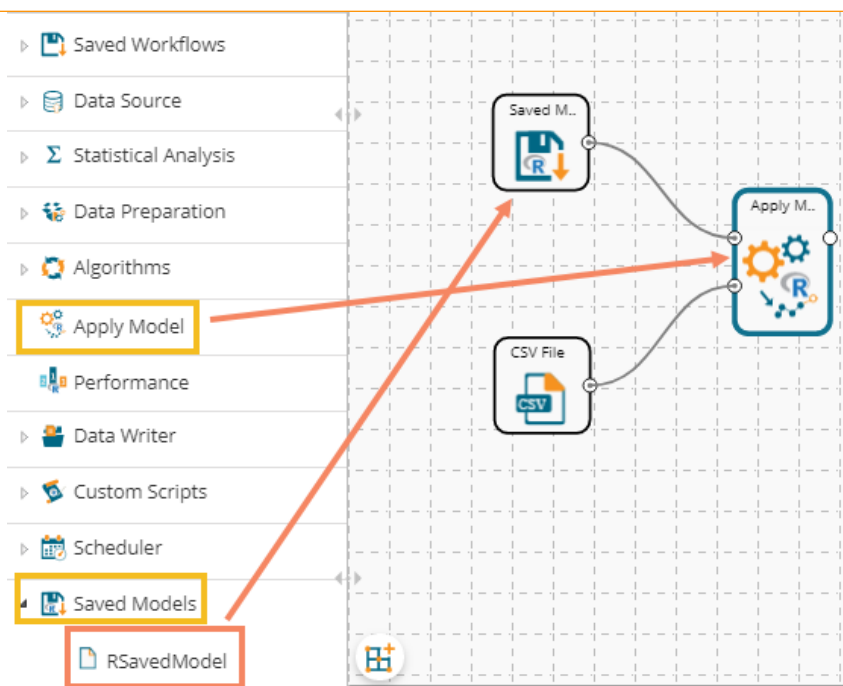 Saved Workflows
Data Source
Σ Statistical Analysis
Data Preparation
Algorithms
R
Apply Model
R
Performance
Data Writer
Custom Scripts
Scheduler
R
Saved Models
RSavedModel
Saved M..
R
Apply M..
R
CSV File
CSV